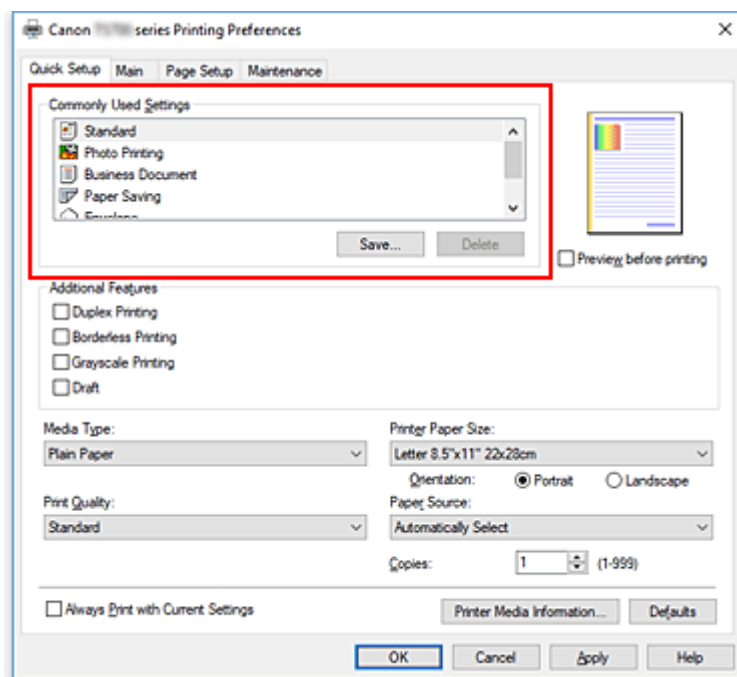 Canon series Printing Preferences
Quick Setup Main Page Setup Maintenance
Commonly Used Settings
Standard
Photo Printing
Business Document
Paper Saving
Envelope
Save... Delete
Preview before printing
Additional Features
Duplex Printing
Borderless Printing
Grayscale Printing
Draft
Media Type:
Plain Paper
Printer Paper Size:
Letter 8.5"x11" 22x28cm
Orientation: Portrait Landscape
Print Quality:
Standard
Paper Source:
Automatically Select
Copies: 1 (1-999)
Always Print with Current Settings
Printer Media Information... Defaults
OK Cancel Apply Help